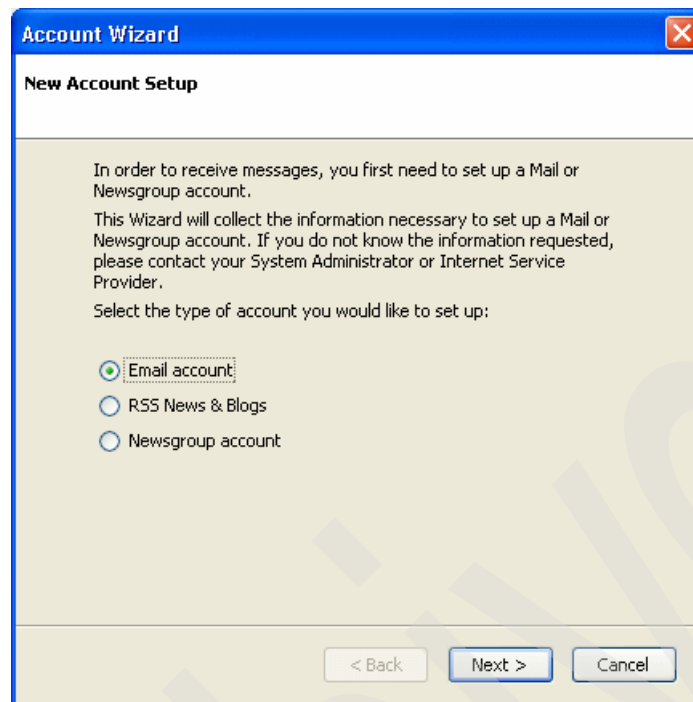 Account Wizard
New Account Setup
In order to receive messages, you first need to set up a Mail or
Newsgroup account.
This Wizard will collect the information necessary to set up a Mail or
Newsgroup account. If you do not know the information requested,
please contact your System Administrator or Internet Service
Provider.
Select the type of account you would like to set up:
Email account
RSS News & Blogs
Newsgroup account
< Back Next > Cancel